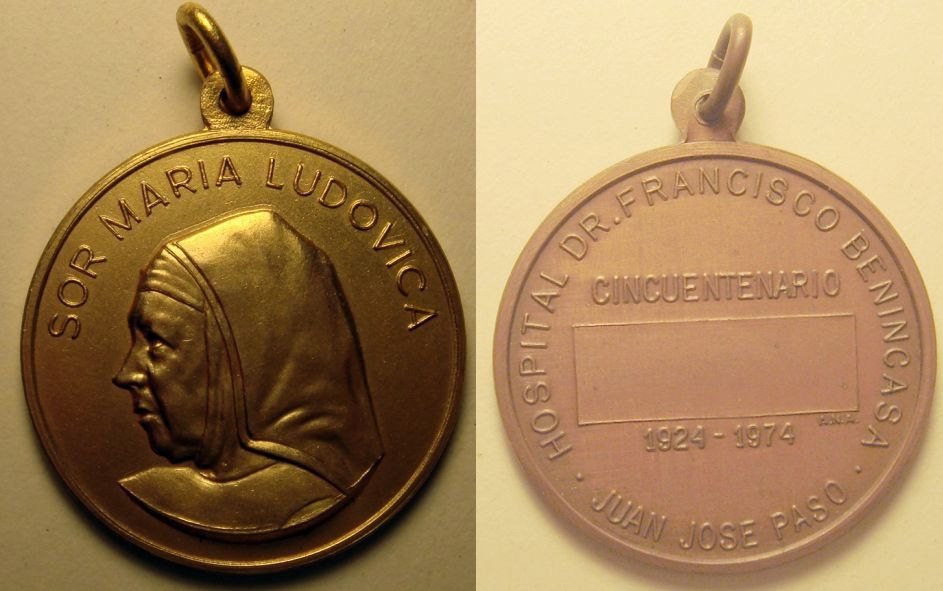 SOR MARIA LUDOVICA
HOSPITAL DR. FRANCISCO BENINCASA
CINCUENTENARIO
A.N.A.
1924 - 1974
· JUAN JOSE PASO ·